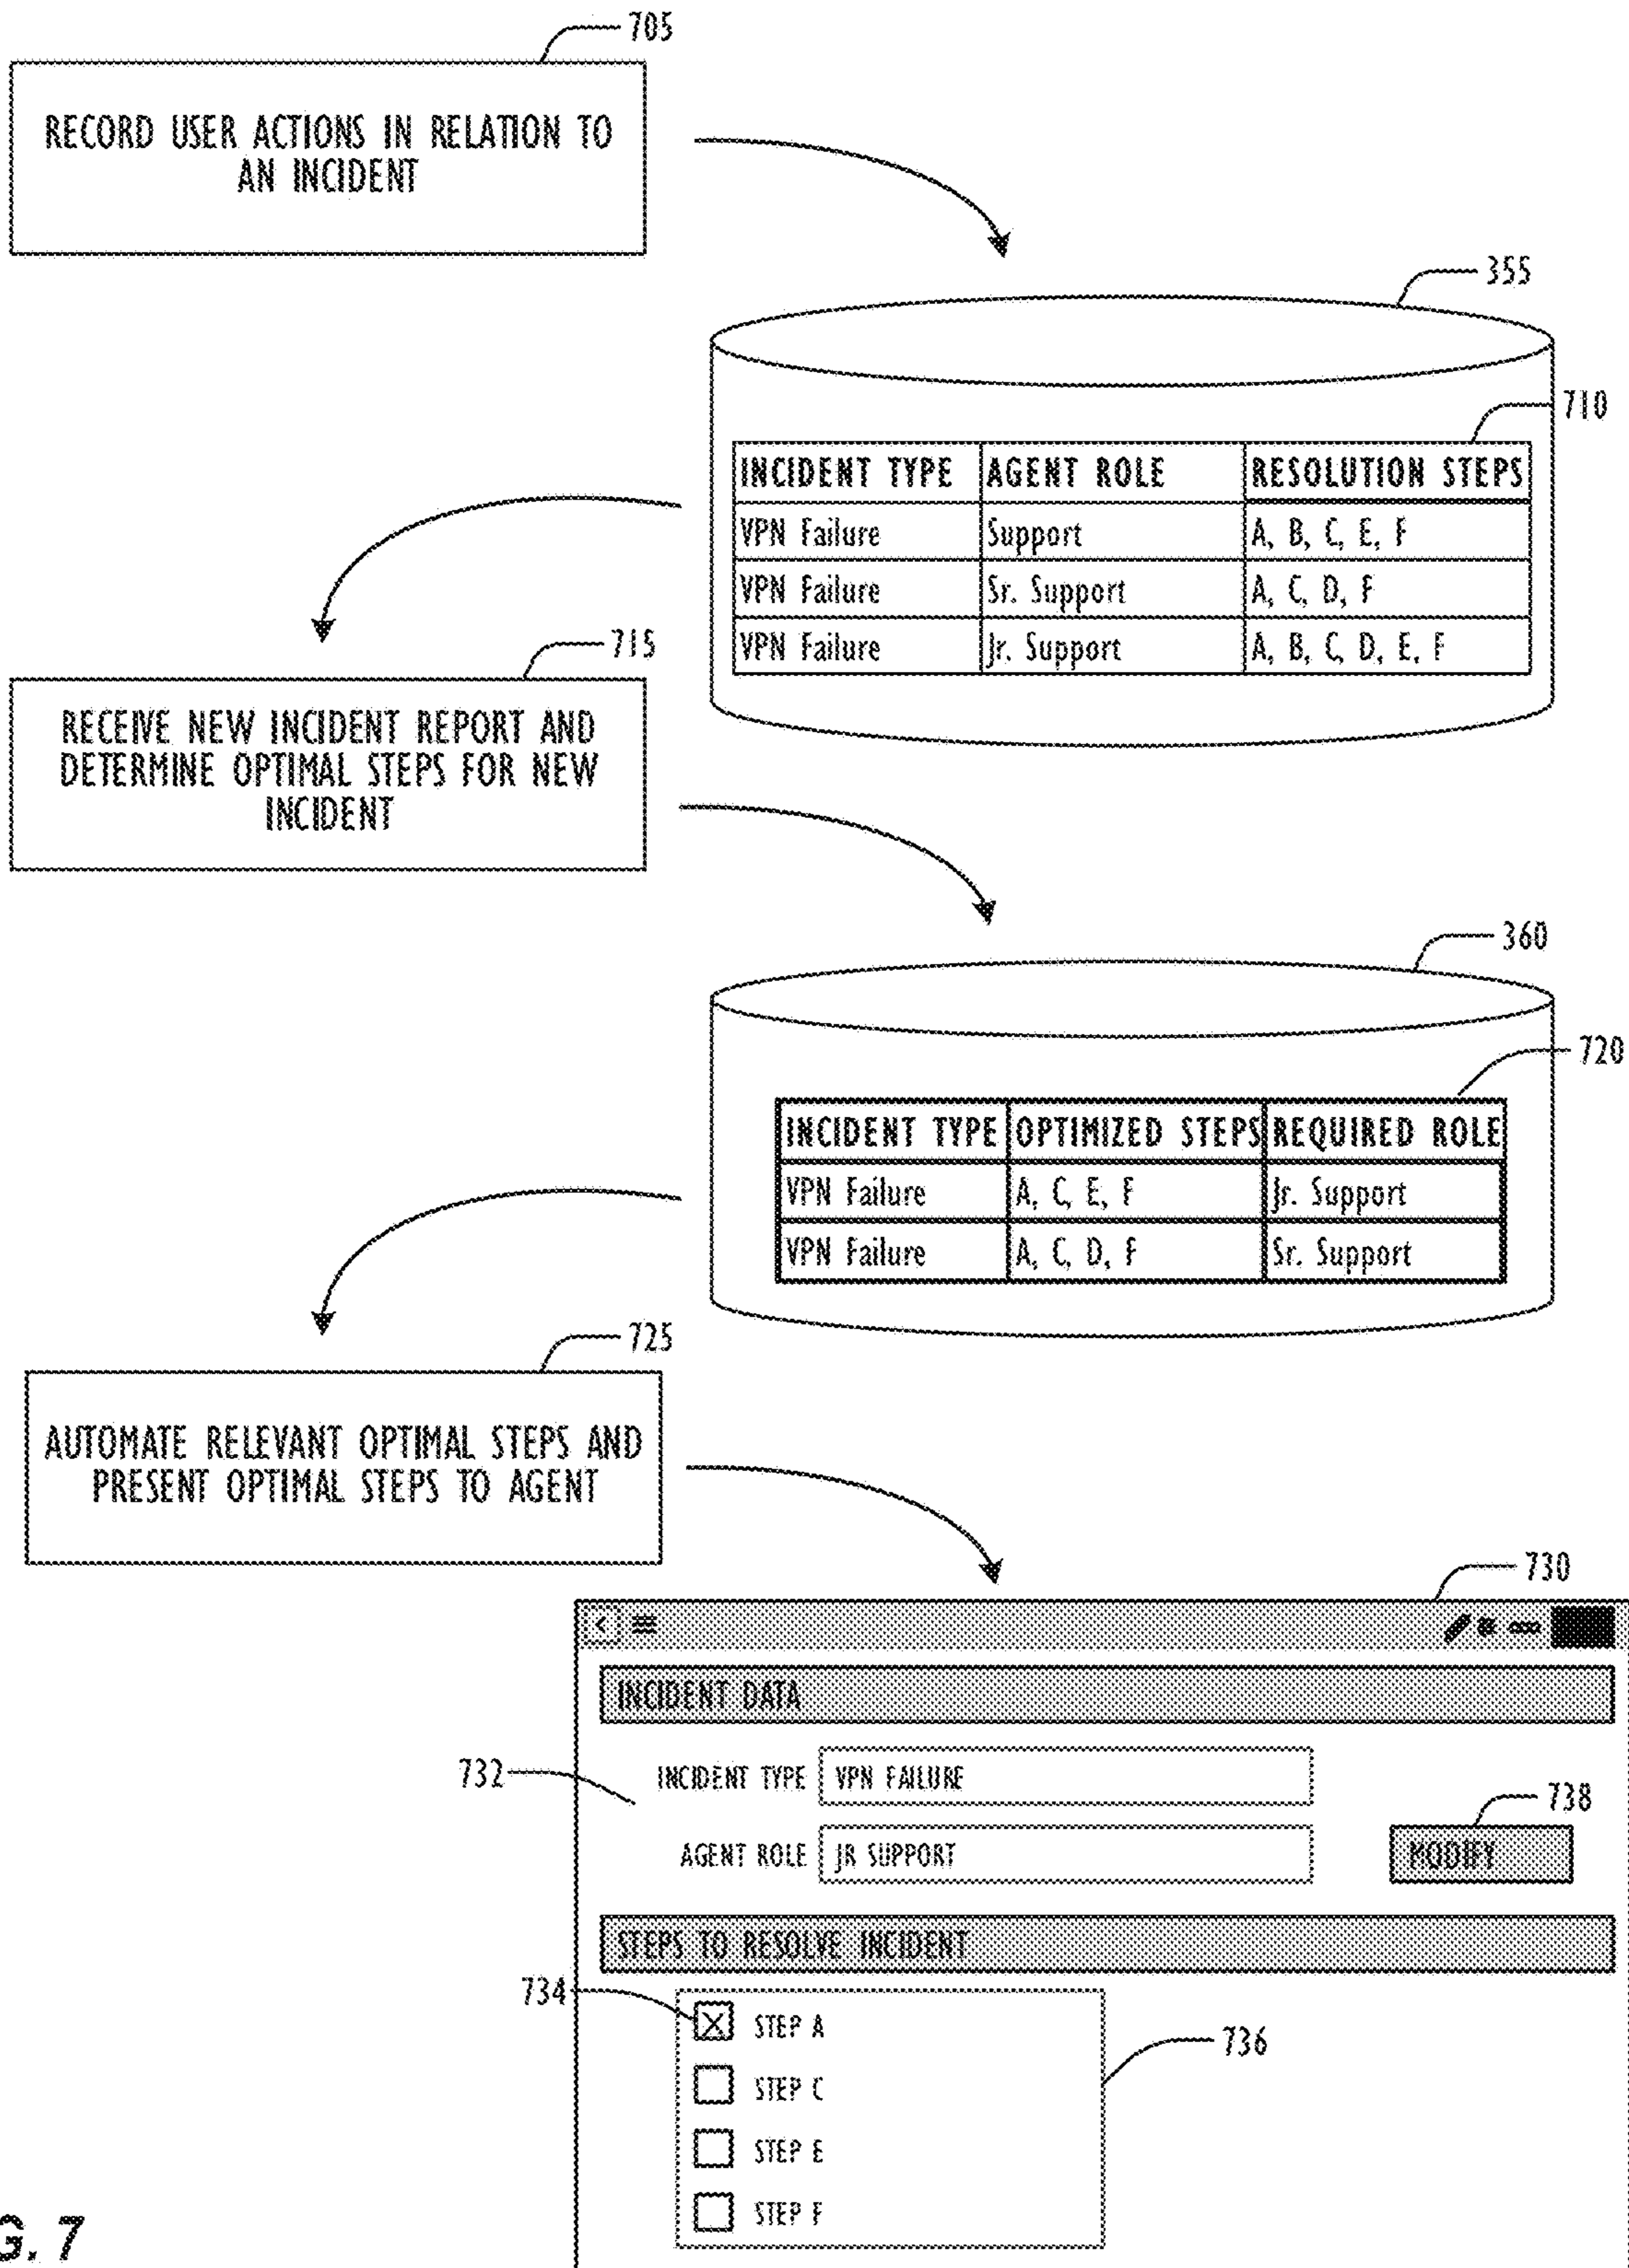 705
RECORD USER ACTIONS IN RELATION TO
AN INCIDENT
355
710
INCIDENT TYPE AGENT ROLE RESOLUTION STEPS
VPN Failure Support A, B, C, E, F
VPN Failure Sr. Support A, C, D, F
VPN Failure Jr. Support A, B, C, D, E, F
715
RECEIVE NEW INCIDENT REPORT AND
DETERMINE OPTIMAL STEPS FOR NEW
INCIDENT
360
720
INCIDENT TYPE OPTIMIZED STEPS REQUIRED ROLE
VPN Failure A, C, E, F Jr. Support
VPN Failure A, C, D, F Sr. Support
725
AUTOMATE RELEVANT OPTIMAL STEPS AND
PRESENT OPTIMAL STEPS TO AGENT
730
INCIDENT DATA
732
INCIDENT TYPE VPN FAILURE
738
AGENT ROLE JR SUPPORT MODIFY
STEPS TO RESOLVE INCIDENT
734
STEP A
736
STEP C
STEP E
STEP F
G. 7